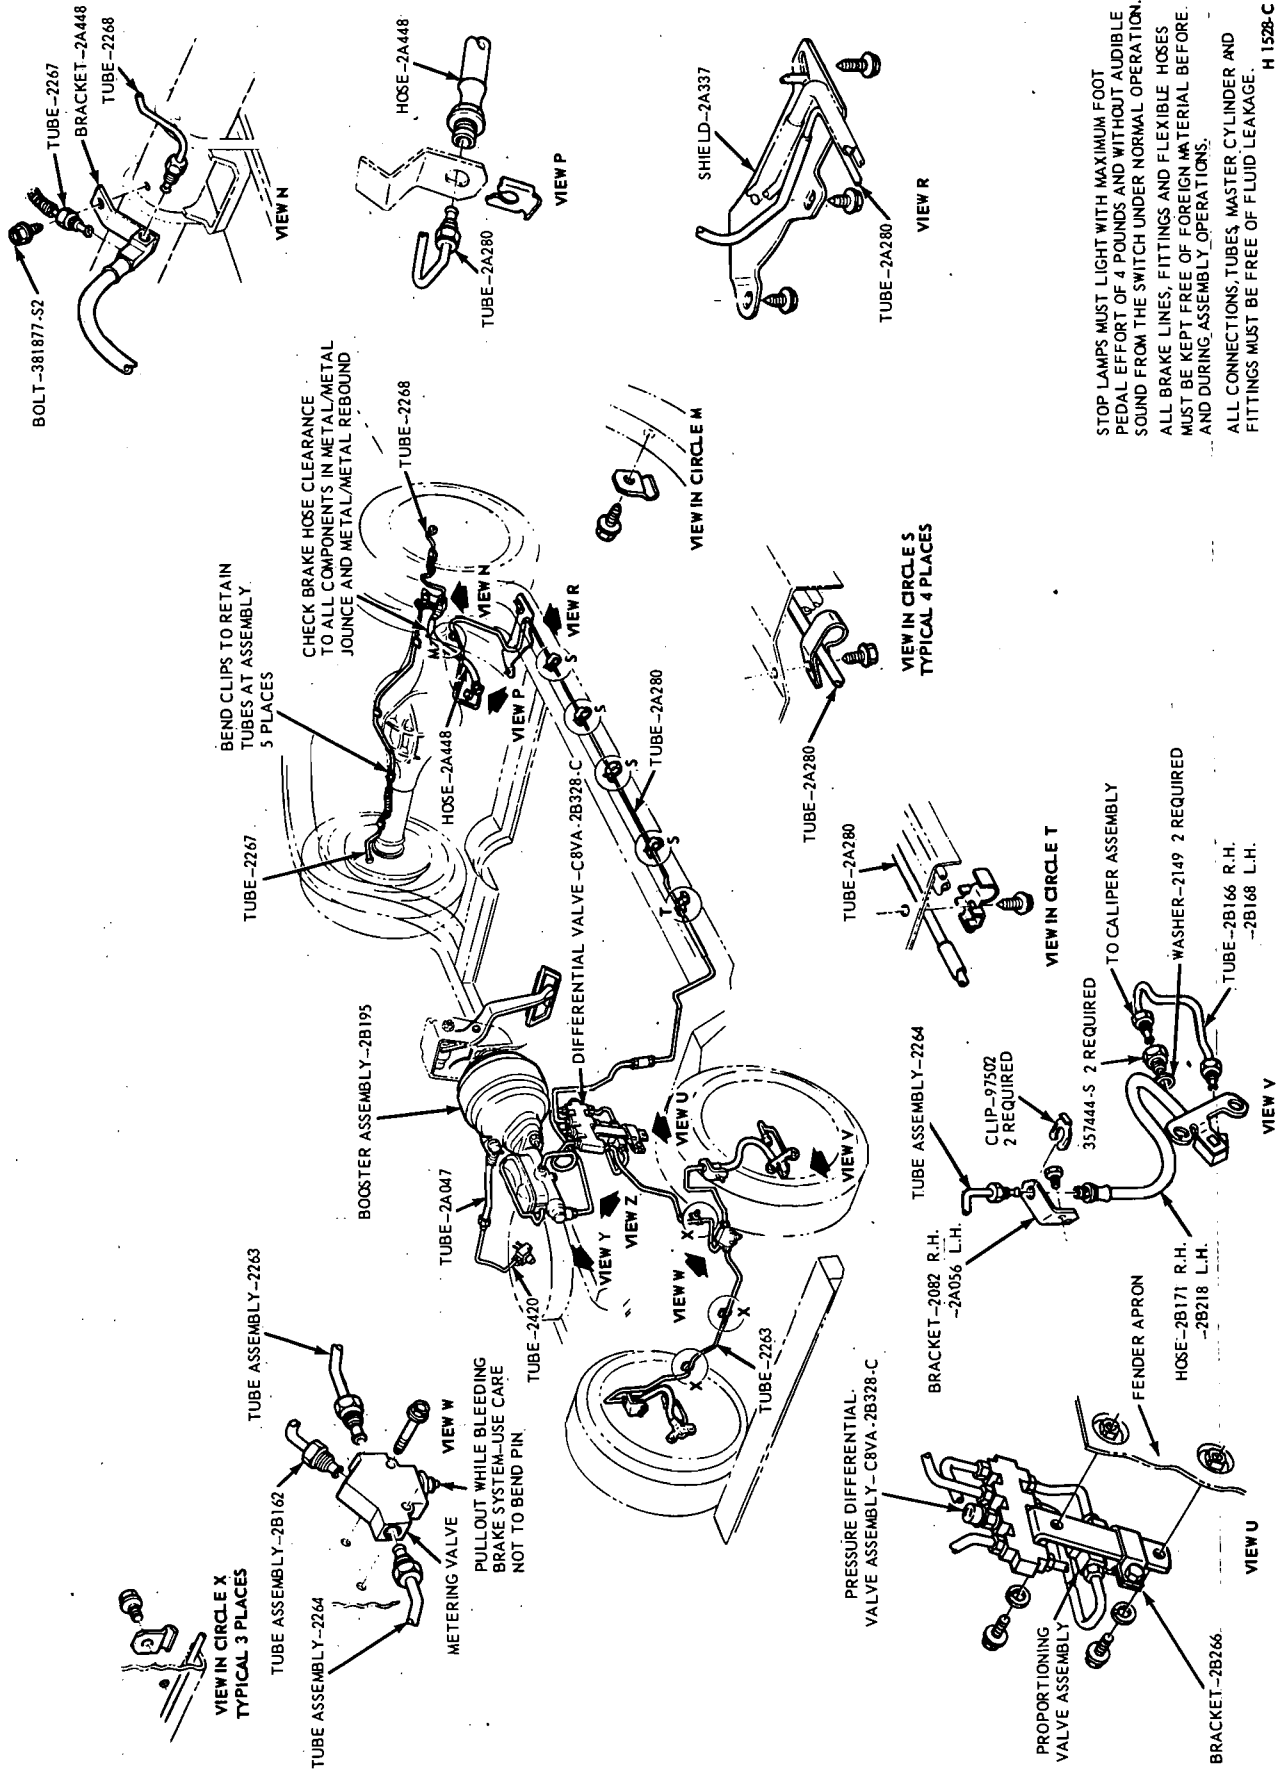 VIEW IN CIRCLE X
TYPICAL 3 PLACES
TUBE ASSEMBLY-2B162
TUBE ASSEMBLY-2263
TUBE ASSEMBLY-2264
METERING VALVE
VIEW W
PULLOUT WHILE BLEEDING
BRAKE SYSTEM-USE CARE
NOT TO BEND PIN
TUBE-2420
TUBE-2A047
BOOSTER ASSEMBLY-2B195
TUBE-2267
BEND CLIPS TO RETAIN
TUBES AT ASSEMBLY
5 PLACES
CHECK BRAKE HOSE CLEARANCE
TO ALL COMPONENTS IN METAL/METAL
JOUNCE AND METAL/METAL REBOUND
TUBE-2268
BOLT-381877-S2
TUBE-2267
BRACKET-2A448
TUBE-2268
VIEW N
HOSE-2A448
TUBE-2A280
VIEW P
SHIELD-2A337
TUBE-2A280
VIEW R
M
VIEW N
VIEW P
VIEW R
HOSE-2A448
DIFFERENTIAL VALVE-C8VA-2B328-C
TUBE-2A280
S
S
S
S
T
VIEW Y
VIEW Z
VIEW U
VIEW V
VIEW W
X
X
X
TUBE-2263
VIEW IN CIRCLE M
VIEW IN CIRCLE S
TYPICAL 4 PLACES
TUBE-2A280
TUBE-2A280
VIEW IN CIRCLE T
PRESSURE DIFFERENTIAL
VALVE ASSEMBLY-C8VA-2B328-C
PROPORTIONING
VALVE ASSEMBLY
BRACKET-2B266
FENDER APRON
VIEW U
BRACKET-2082 R.H.
-2A056 L.H.
TUBE ASSEMBLY-2264
CLIP-97502
2 REQUIRED
357444-S 2 REQUIRED
TO CALIPER ASSEMBLY
WASHER-2149 2 REQUIRED
TUBE-2B166 R.H.
-2B168 L.H.
HOSE-2B171 R.H.
-2B218 L.H.
VIEW V
STOP LAMPS MUST LIGHT WITH MAXIMUM FOOT
PEDAL EFFORT OF 4 POUNDS AND WITHOUT AUDIBLE
SOUND FROM THE SWITCH UNDER NORMAL OPERATION.
ALL BRAKE LINES, FITTINGS AND FLEXIBLE HOSES
MUST BE KEPT FREE OF FOREIGN MATERIAL BEFORE
AND DURING ASSEMBLY OPERATIONS.
ALL CONNECTIONS, TUBES, MASTER CYLINDER AND
FITTINGS MUST BE FREE OF FLUID LEAKAGE.
H 1528-C